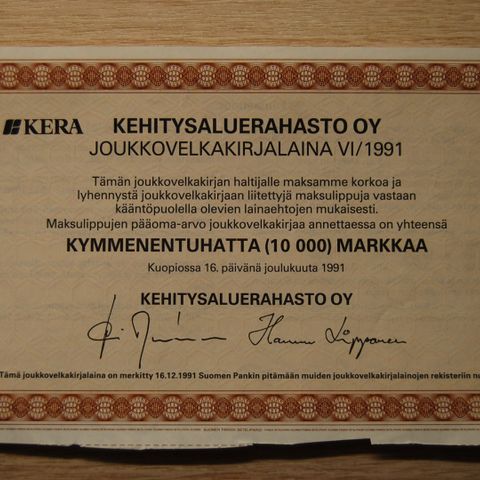 KERA
KEHITYSALUERAHASTO OY
JOUKKOVELKAKIRJALAINA VI/1991
Tämän joukkovelkakirjan haltijalle maksamme korkoa ja
lyhennystä joukkovelkakirjaan liitettyjä maksulippuja vastaan
kääntöpuolella olevien lainaehtojen mukaisesti.
Maksulippujen pääoma-arvo joukkovelkakirjaa annettaessa on yhteensä
KYMMENENTUHATTA (10 000) MARKKAA
Kuopiossa 16. päivänä joulukuuta 1991
KEHITYSALUERAHASTO OY
Tämä joukkovelkakirjalaina on merkitty 16.12.1991 Suomen Pankin pitämään muiden joukkovelkakirjalainojen rekisteriin